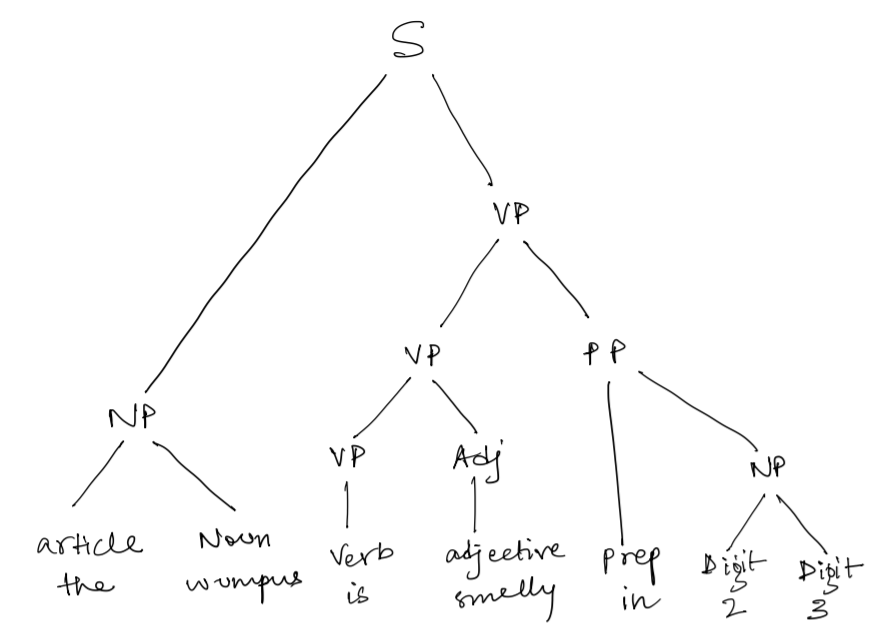 S
VP
VP PP
NP
VP Adj
NP
article Noun Verb adjective prep Digit Digit
the wumpus is smelly in 2 3